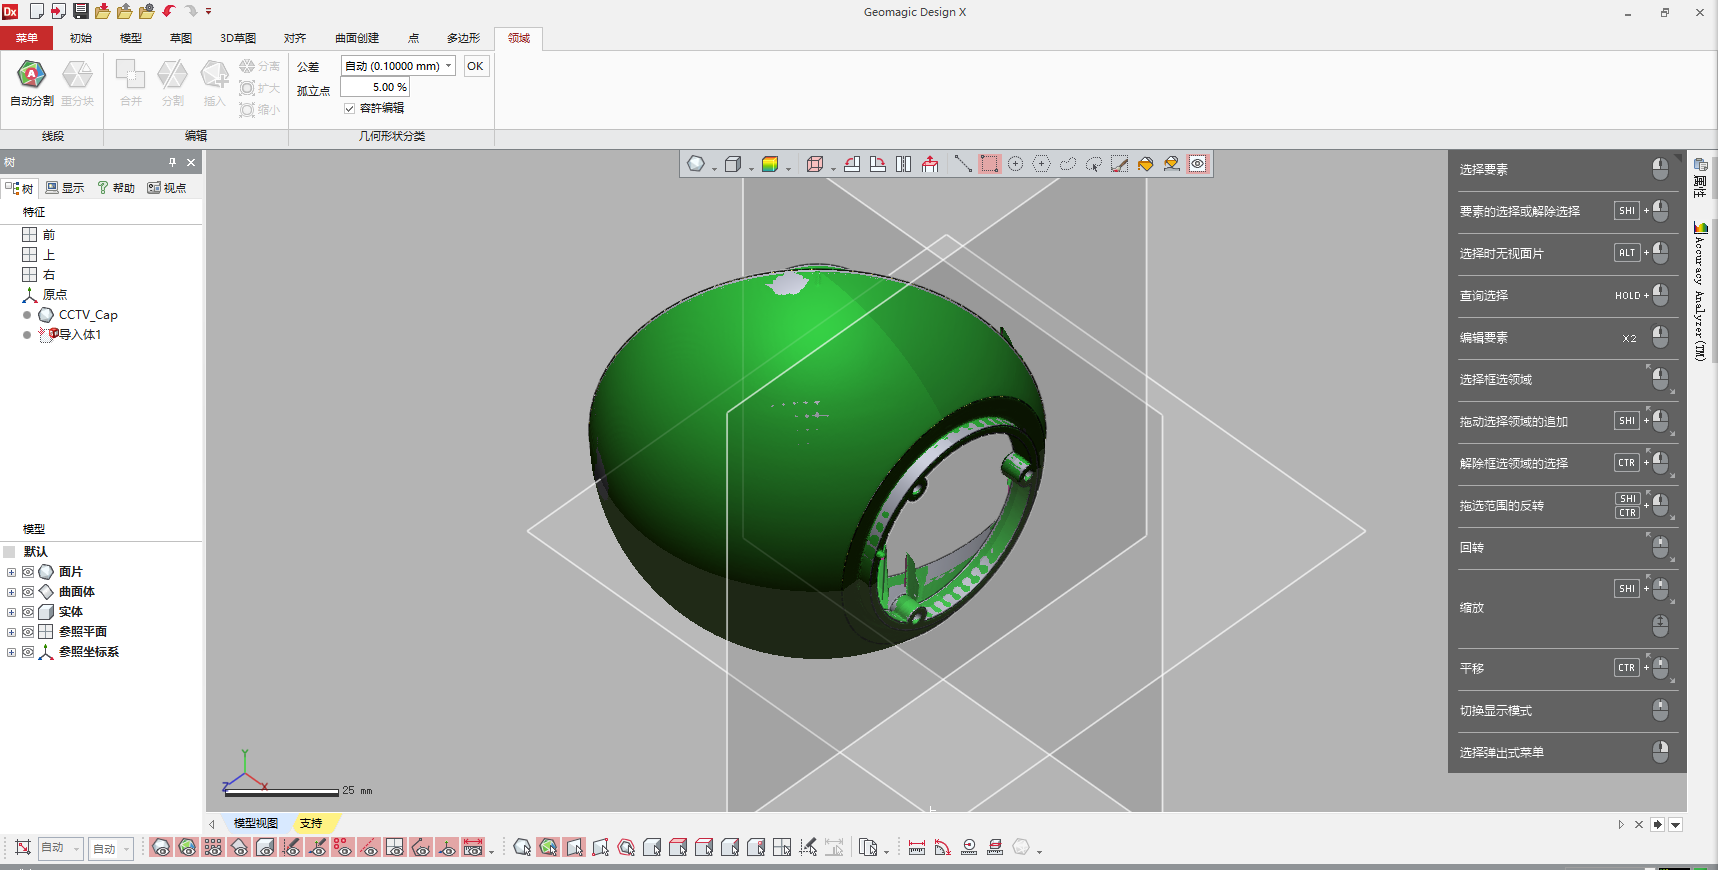 Dx
Geomagic Design X
菜单 初始 模型 草图 3D草图 对齐 曲面创建 点 多边形 领域
自动分割 重分块
线段
合并 分割 插入 分离
扩大
缩小
编辑
公差 自动 (0.10000 mm) OK
孤立点 5.00 %
容許编辑
几何形状分类
树
树 显示 帮助 视点
特征
前
上
右
原点
CCTV_Cap
导入体1
模型
默认
面片
曲面体
实体
参照平面
参照坐标系
Y
Z
X
25 mm
选择要素
要素的选择或解除选择 SHI +
选择时无视面片 ALT +
查询选择 HOLD +
编辑要素 X2
选择框选领域
拖动选择领域的追加 SHI +
解除框选领域的选择 CTR +
拖选范围的反转 SHI CTR +
回转
缩放 SHI +
平移 CTR +
切换显示模式
选择弹出式菜单
属性
Accuracy Analyzer(TM)
模型视图 支持
自动 自动